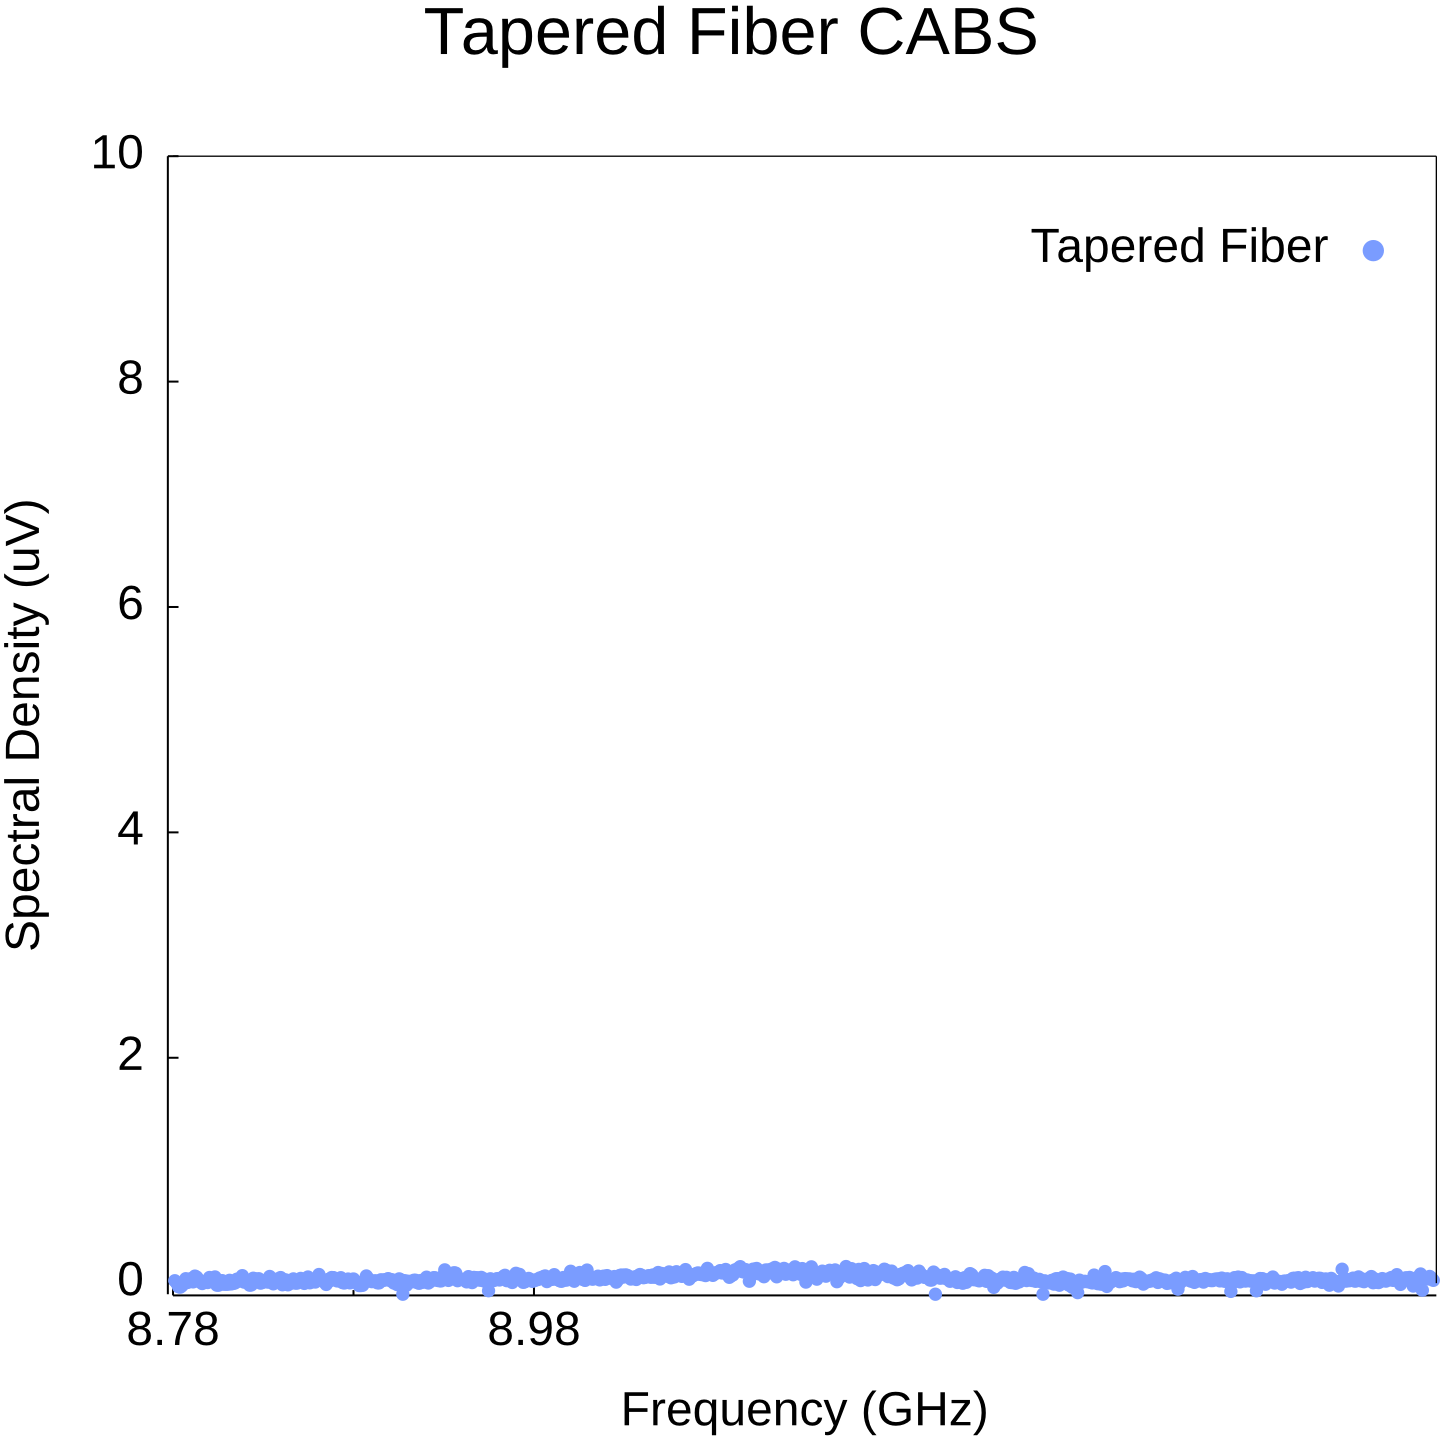 Tapered Fiber CABS
10
Tapered Fiber
8
6
4
2
0
Spectral Density (uV)
8.78 8.98
Frequency (GHz)